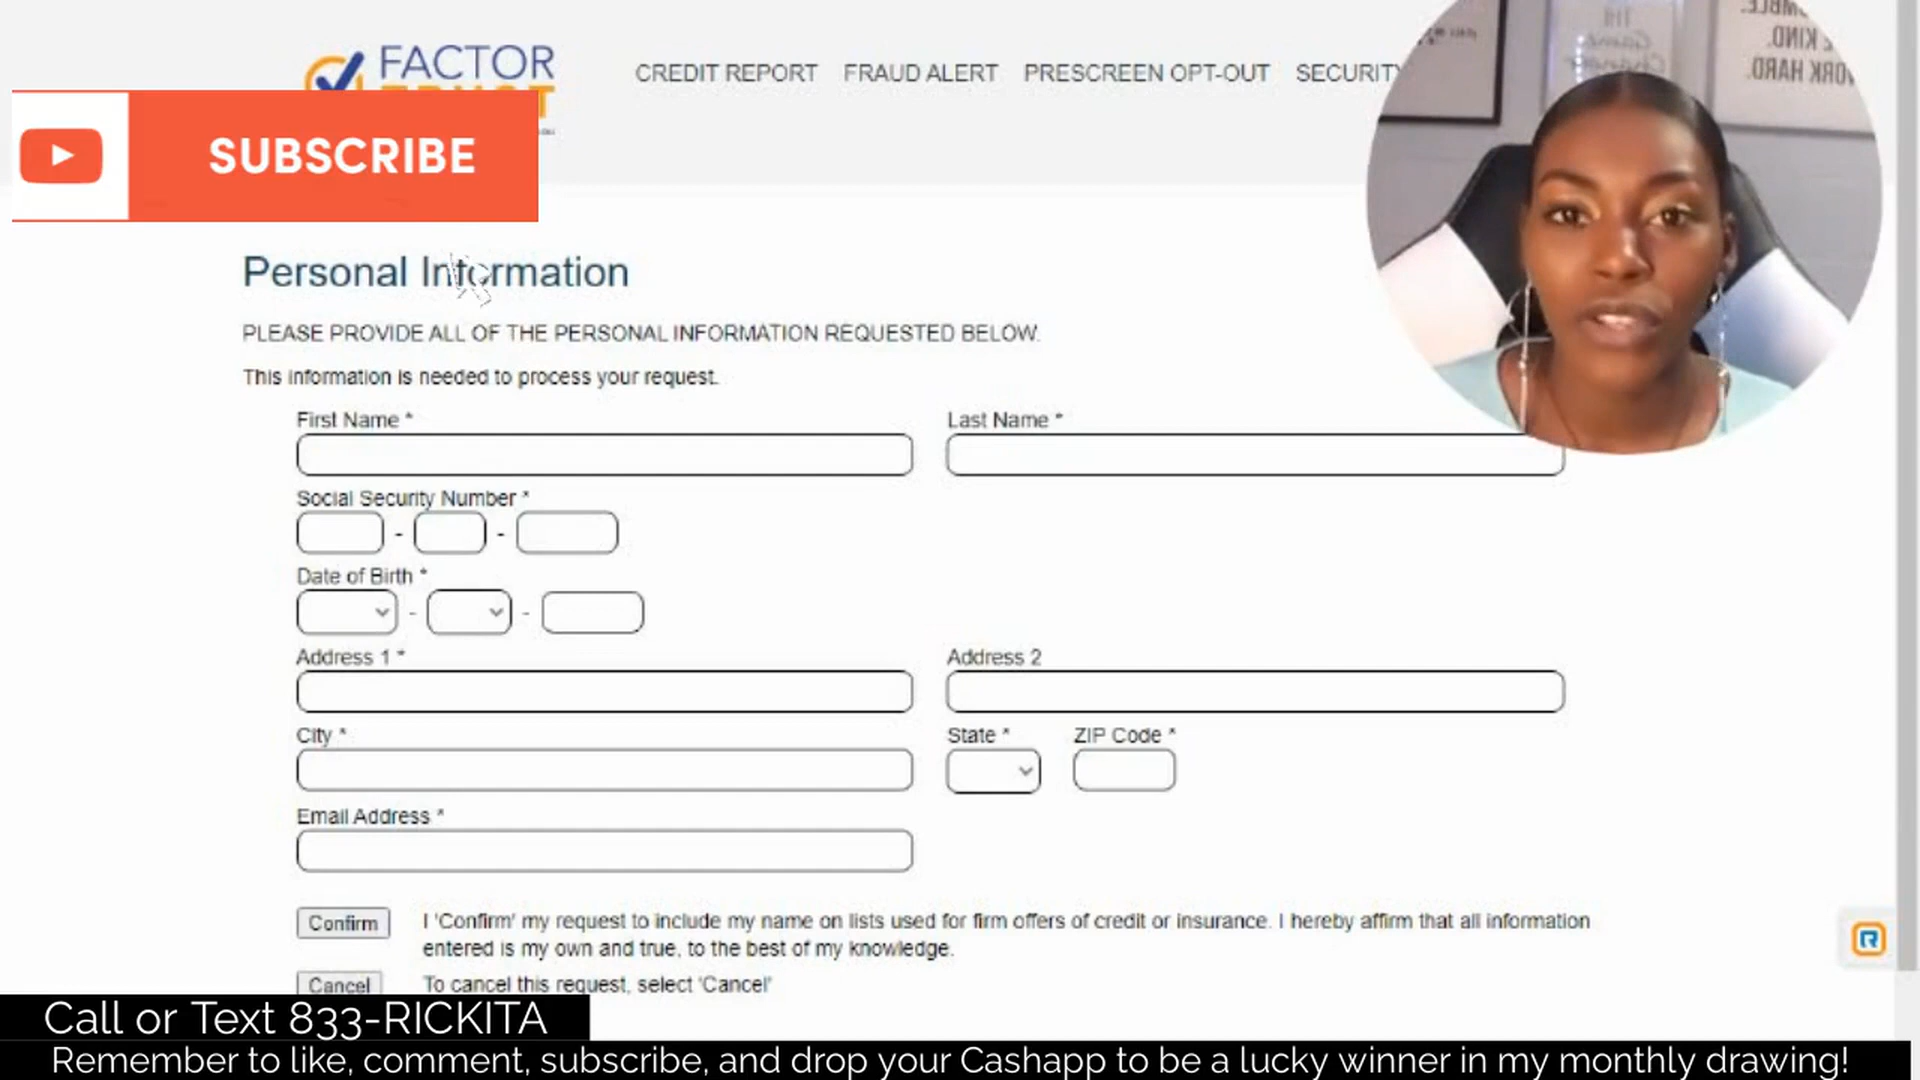 FACTOR
CREDIT REPORT FRAUD ALERT PRESCREEN OPT-OUT SECURITY
KIND.
WORK HARD.
SUBSCRIBE
Personal Information
PLEASE PROVIDE ALL OF THE PERSONAL INFORMATION REQUESTED BELOW.
This information is needed to process your request.
First Name * Last Name *
Social Security Number *
- -
Date of Birth *
- -
Address 1 * Address 2
City * State * ZIP Code *
Email Address *
Confirm I 'Confirm' my request to include my name on lists used for firm offers of credit or insurance. I hereby affirm that all information
entered is my own and true, to the best of my knowledge.
Cancel To cancel this request, select 'Cancel'
Call or Text 833-RICKITA
Remember to like, comment, subscribe, and drop your Cashapp to be a lucky winner in my monthly drawing!